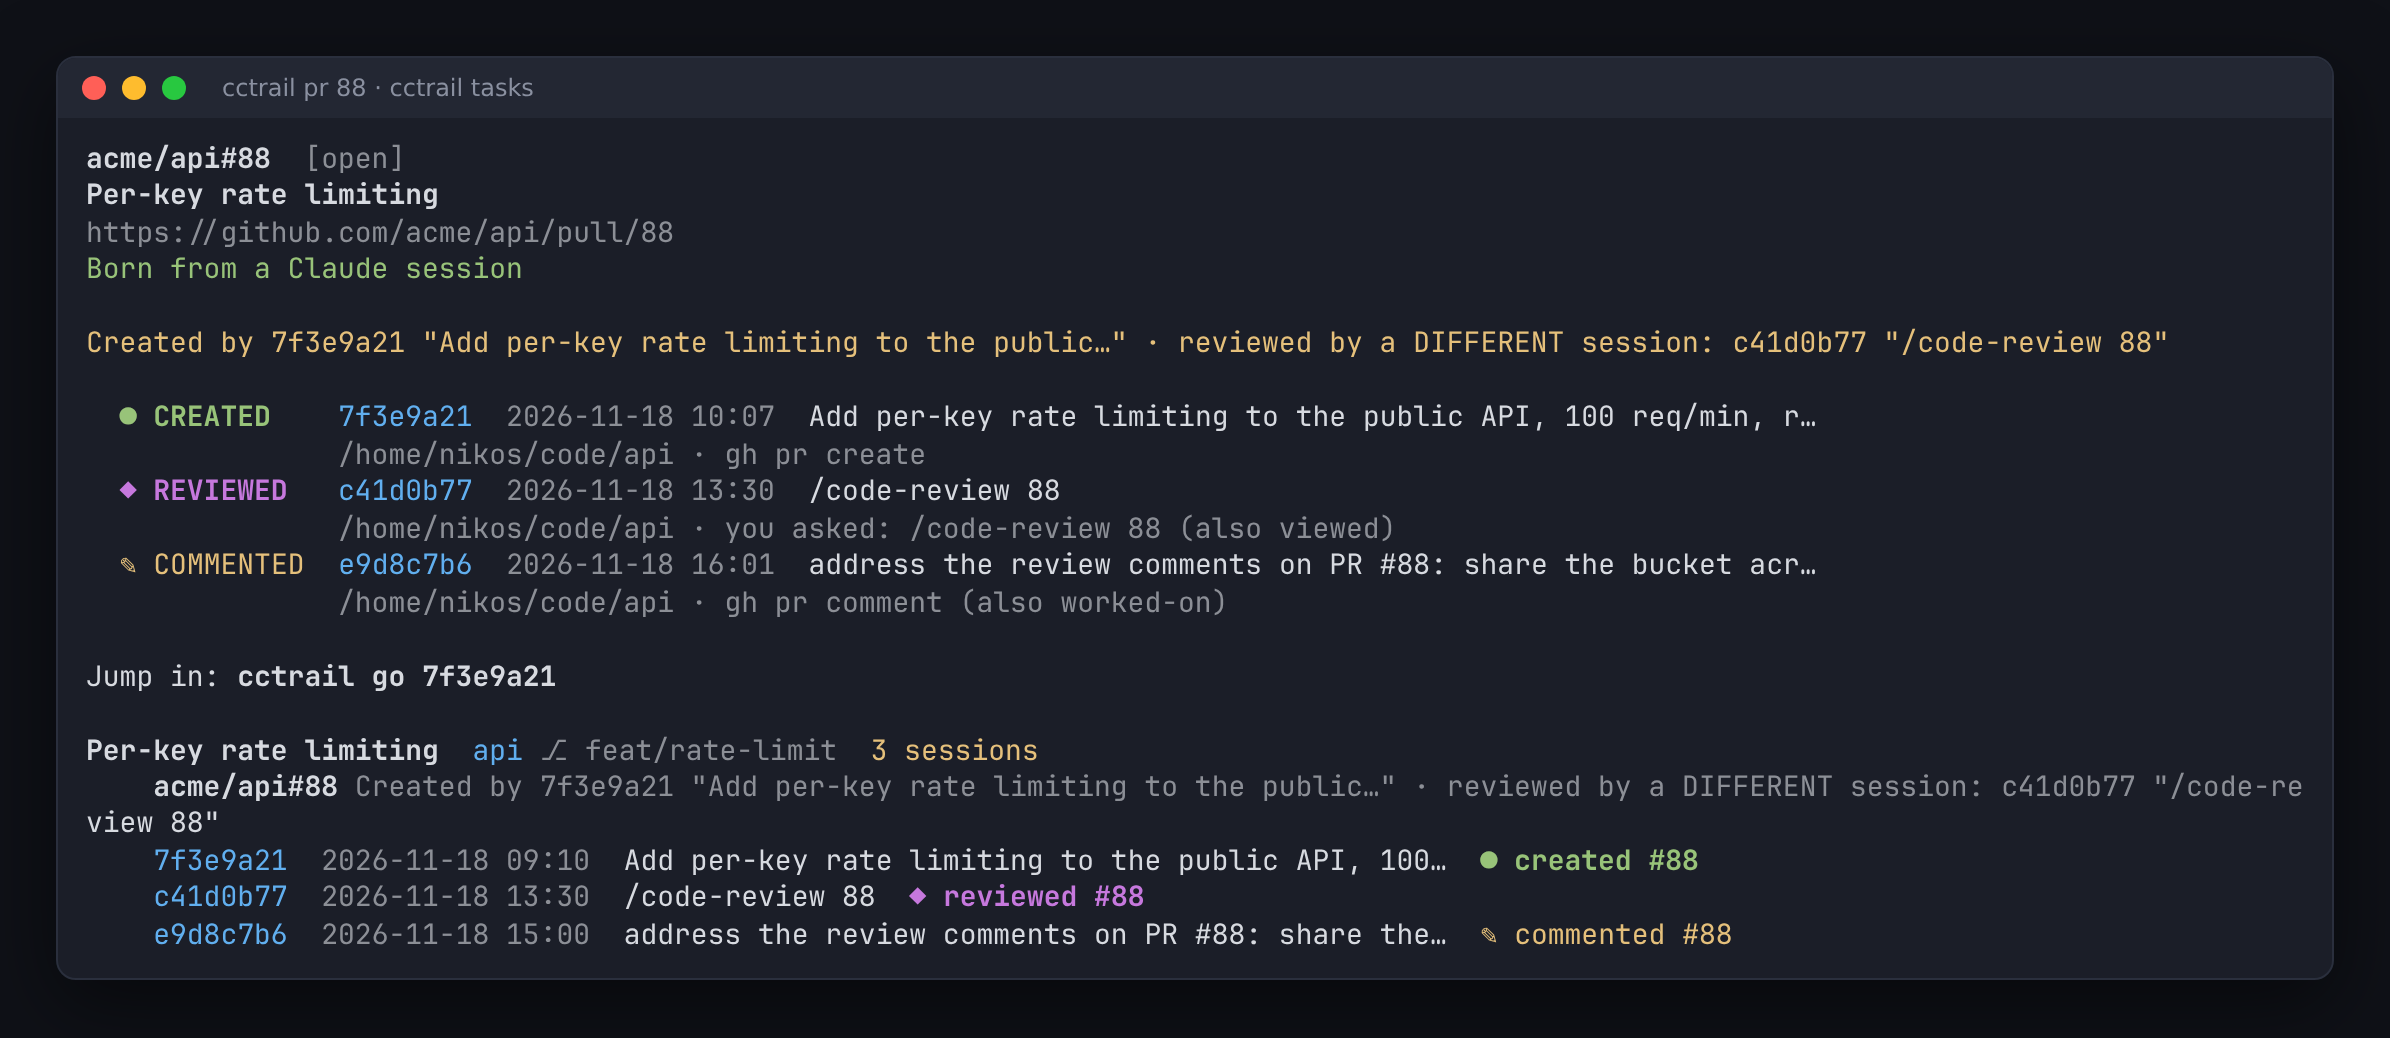 cctrail pr 88 · cctrail tasks
acme/api#88  [open]
Per-key rate limiting
https://github.com/acme/api/pull/88
Born from a Claude session
Created by 7f3e9a21 "Add per-key rate limiting to the public…" · reviewed by a DIFFERENT session: c41d0b77 "/code-review 88"
● CREATED    7f3e9a21  2026-11-18 10:07  Add per-key rate limiting to the public API, 100 req/min, r…
/home/nikos/code/api · gh pr create
◆ REVIEWED   c41d0b77  2026-11-18 13:30  /code-review 88
/home/nikos/code/api · you asked: /code-review 88 (also viewed)
✎ COMMENTED  e9d8c7b6  2026-11-18 16:01  address the review comments on PR #88: share the bucket acr…
/home/nikos/code/api · gh pr comment (also worked-on)
Jump in: cctrail go 7f3e9a21
Per-key rate limiting  api ⎇ feat/rate-limit  3 sessions
acme/api#88 Created by 7f3e9a21 "Add per-key rate limiting to the public…" · reviewed by a DIFFERENT session: c41d0b77 "/code-re
view 88"
7f3e9a21  2026-11-18 09:10  Add per-key rate limiting to the public API, 100…  ● created #88
c41d0b77  2026-11-18 13:30  /code-review 88  ◆ reviewed #88
e9d8c7b6  2026-11-18 15:00  address the review comments on PR #88: share the…  ✎ commented #88